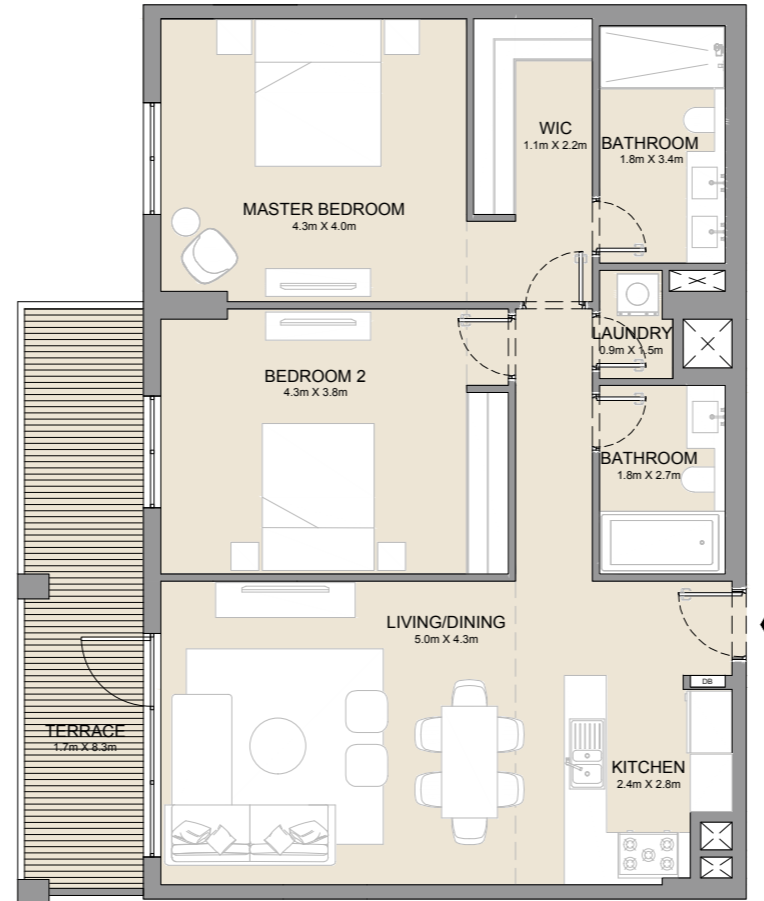 WIC
1.1m X 2.2m
BATHROOM
1.8m X 3.4m
MASTER BEDROOM
4.3m X 4.0m
LAUNDRY
0.9m X 1.5m
BEDROOM 2
4.3m X 3.8m
BATHROOM
1.8m X 2.7m
LIVING/DINING
5.0m X 4.3m
DB
TERRACE
1.7m X 8.3m
KITCHEN
2.4m X 2.8m